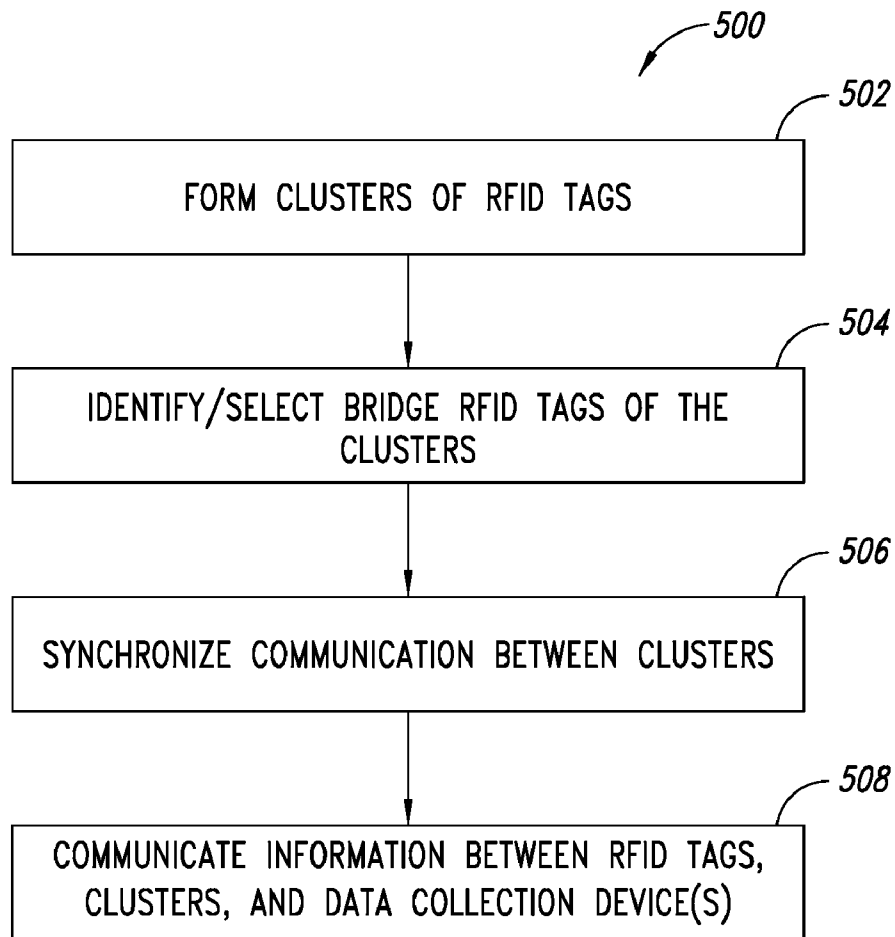 500
502
FORM CLUSTERS OF RFID TAGS
504
IDENTIFY/SELECT BRIDGE RFID TAGS OF THE
CLUSTERS
506
SYNCHRONIZE COMMUNICATION BETWEEN CLUSTERS
508
COMMUNICATE INFORMATION BETWEEN RFID TAGS,
CLUSTERS, AND DATA COLLECTION DEVICE(S)